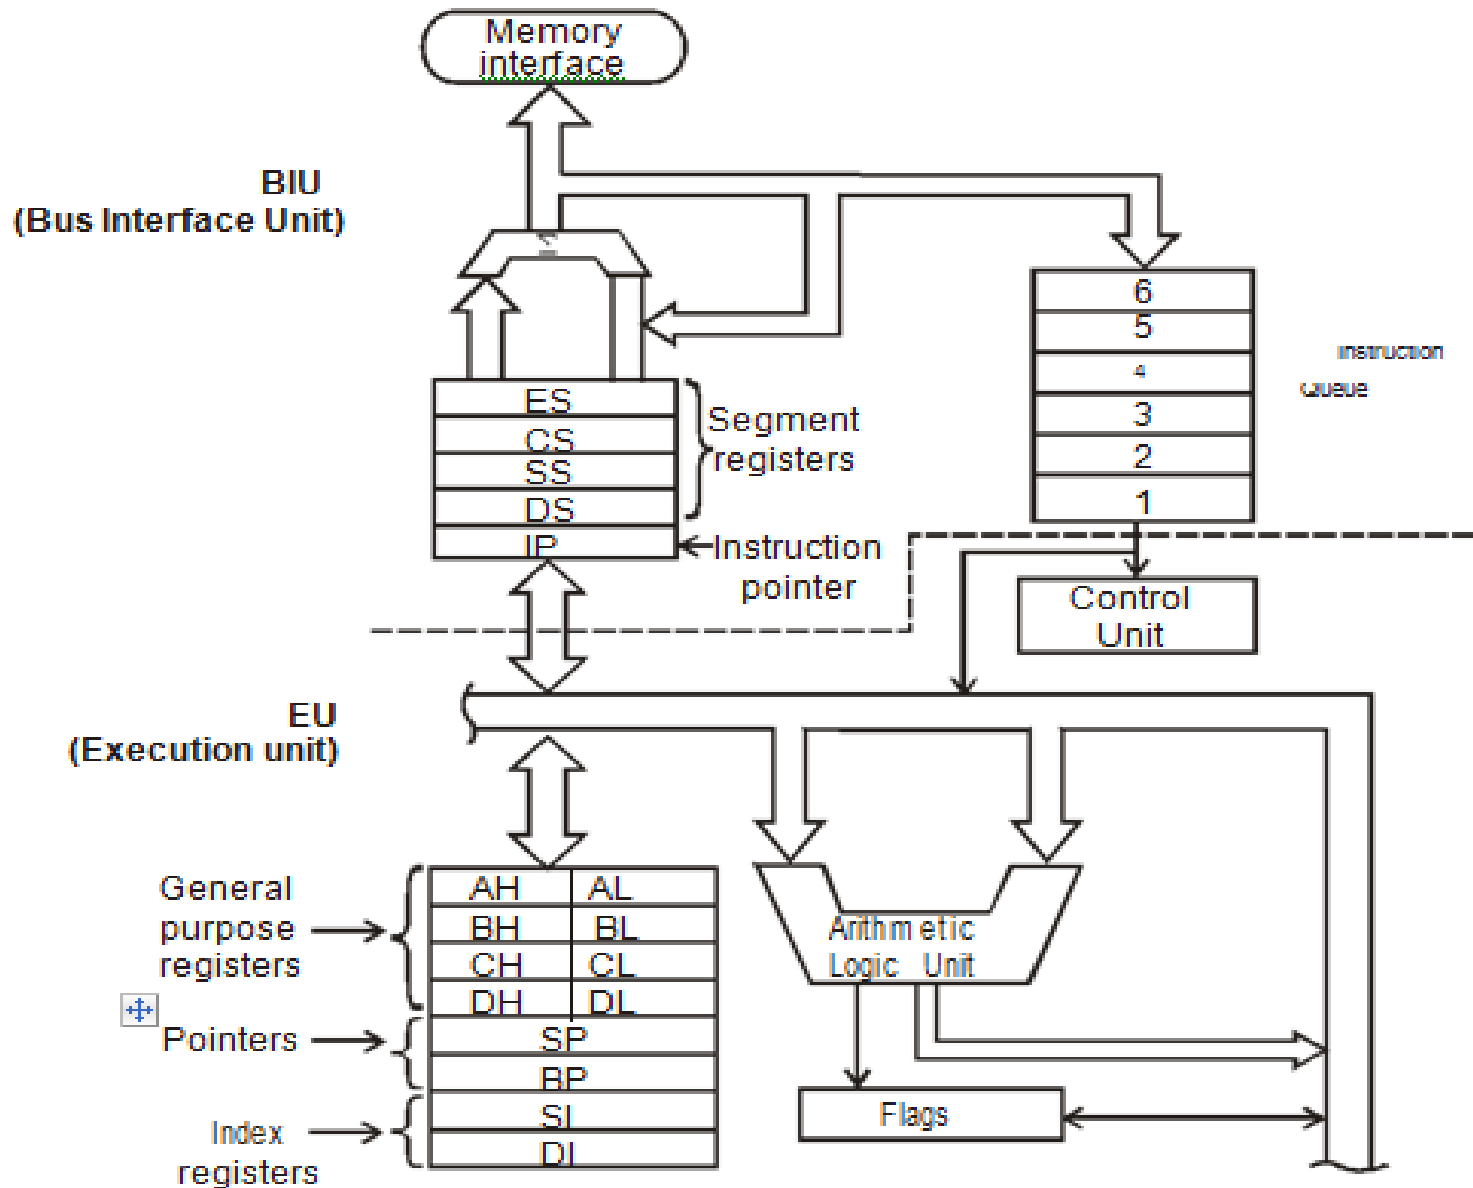 Memory
interface
BIU
(Bus Interface Unit)
6
5
4
3
2
1
Instruction
Queue
ES
CS
SS
DS
IP
Segment
registers
Instruction
pointer
Control
Unit
EU
(Execution unit)
General
purpose
registers
AH AL
BH BL
CH CL
DH DL
Pointers
SP
BP
Index
registers
SI
DI
Arithmetic
Logic Unit
Flags